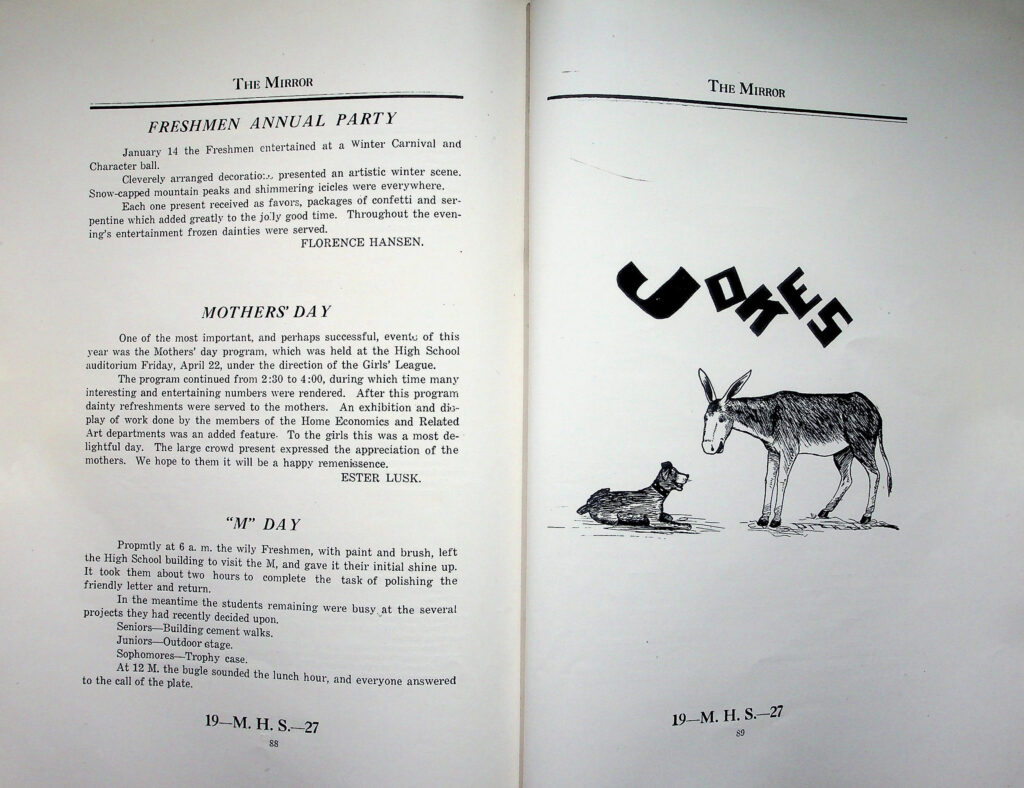 THE MIRROR
FRESHMEN ANNUAL PARTY
January 14 the Freshmen entertained at a Winter Carnival and
Character ball.
Cleverely arranged decorations presented an artistic winter scene.
Snow-capped mountain peaks and shimmering icicles were everywhere.
Each one present received as favors, packages of confetti and ser-
pentine which added greatly to the jolly good time. Throughout the even-
ing's entertainment frozen dainties were served.
FLORENCE HANSEN.
MOTHERS' DAY
One of the most important, and perhaps successful, events of this
year was the Mothers' day program, which was held at the High School
auditorium Friday, April 22, under the direction of the Girls' League.
The program continued from 2:30 to 4:00, during which time many
interesting and entertaining numbers were rendered. After this program
dainty refreshments were served to the mothers. An exhibition and dis-
play of work done by the members of the Home Economics and Related
Art departments was an added feature. To the girls this was a most de-
lightful day. The large crowd present expressed the appreciation of the
mothers. We hope to them it will be a happy remenissence.
ESTER LUSK.
"M" DAY
Propmtly at 6 a. m. the wily Freshmen, with paint and brush, left
the High School building to visit the M, and gave it their initial shine up.
It took them about two hours to complete the task of polishing the
friendly letter and return.
In the meantime the students remaining were busy at the several
projects they had recently decided upon.
Seniors—Building cement walks.
Juniors—Outdoor stage.
Sophomores—Trophy case.
At 12 M. the bugle sounded the lunch hour, and everyone answered
to the call of the plate.
19—M. H. S.—27
88
THE MIRROR
JOKES
19—M. H. S.—27
89